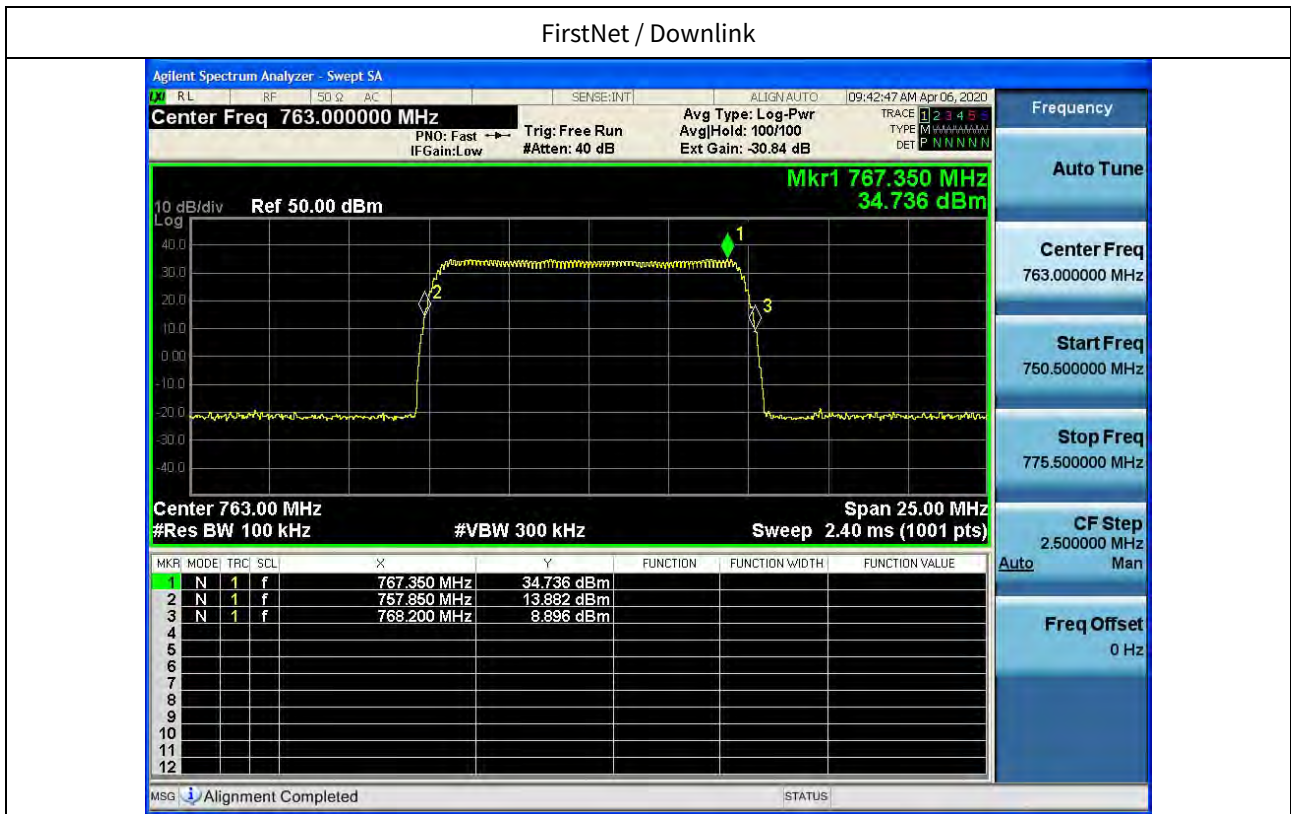 FirstNet / Downlink
Agilent Spectrum Analyzer - Swept SA
LXI RL RF 50 Ω AC SENSE:INT ALIGN AUTO 09:42:47 AM Apr 06, 2020
Center Freq 763.000000 MHz
PNO: Fast Trig: Free Run Avg Type: Log-Pwr TRACE 1 2 3 4 5 6
IFGain:Low #Atten: 40 dB Avg|Hold: 100/100 TYPE M
Ext Gain: -30.84 dB DET P N N N N N
Mkr1 767.350 MHz
34.736 dBm
10 dB/div Ref 50.00 dBm
Log
40.0
30.0
20.0
10.0
0.00
-10.0
-20.0
-30.0
-40.0
1
2
3
Center 763.00 MHz Span 25.00 MHz
#Res BW 100 kHz #VBW 300 kHz Sweep 2.40 ms (1001 pts)
MKR MODE TRC SCL X Y FUNCTION FUNCTION WIDTH FUNCTION VALUE
1 N 1 f 767.350 MHz 34.736 dBm
2 N 1 f 757.850 MHz 13.882 dBm
3 N 1 f 768.200 MHz 8.896 dBm
4
5
6
7
8
9
10
11
12
MSG Alignment Completed STATUS
Frequency
Auto Tune
Center Freq
763.000000 MHz
Start Freq
750.500000 MHz
Stop Freq
775.500000 MHz
CF Step
2.500000 MHz
Auto Man
Freq Offset
0 Hz